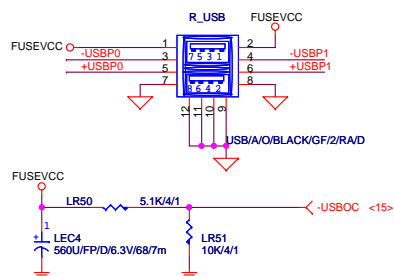 R_USB
FUSEVCC
FUSEVCC
1
2
-USBP0
3
4
-USBP1
+USBP0
5
6
+USBP1
7
8
7 5 3 1
8 6 4 2
12
11
10
9
USB/A/O/BLACK/GF/2/RA/D
FUSEVCC
LR50
5.1K/4/1
-USBOC
<15>
1
+
LEC4
560U/FP/D/6.3V/68/7m
LR51
10K/4/1